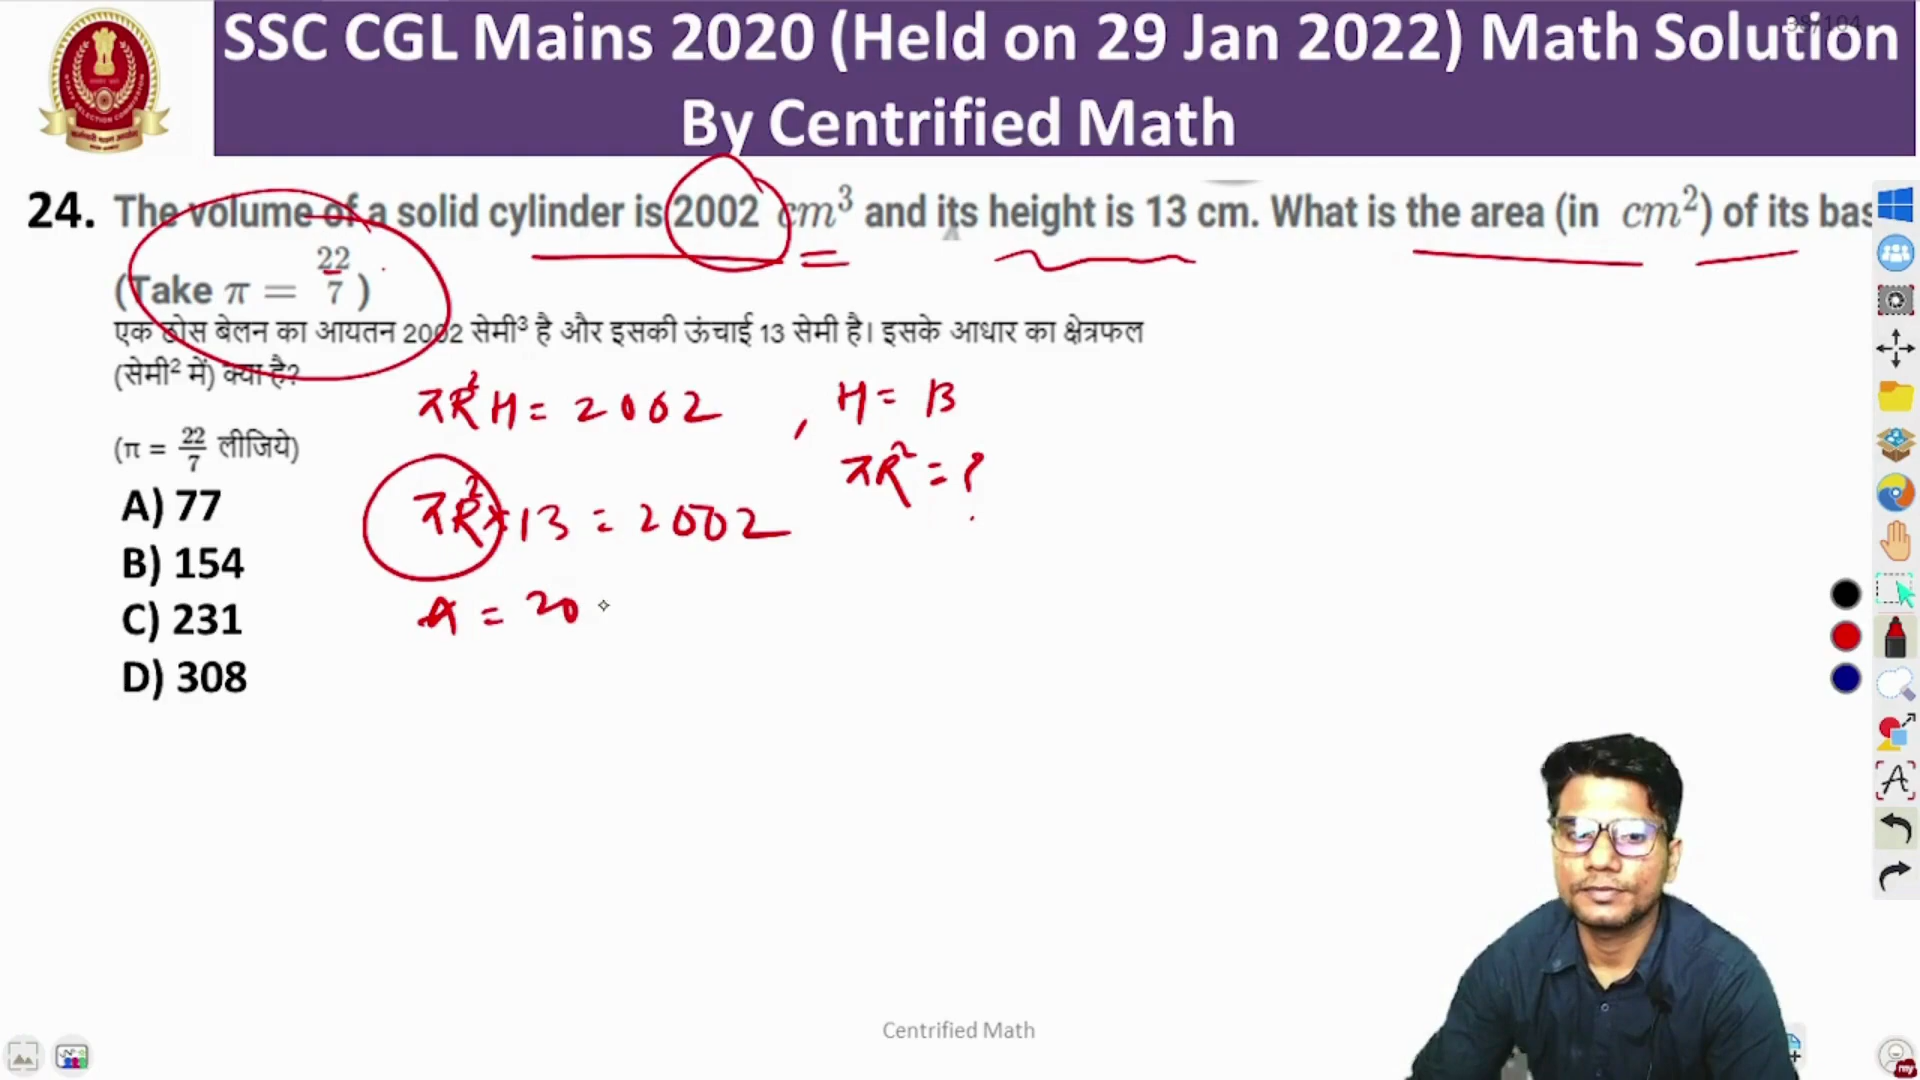 SSC CGL Mains 2020 (Held on 29 Jan 2022) Math Solution
By Centrified Math
24. The volume of a solid cylinder is 2002 cm³ and its height is 13 cm. What is the area (in cm²) of its bas
(Take π = 22/7)
एक ठोस बेलन का आयतन 2002 सेमी³ है और इसकी ऊंचाई 13 सेमी है। इसके आधार का क्षेत्रफल
(सेमी² में) क्या है?
(π = 22/7 लीजिये)
πR²H = 2002 , H = 13
πR² = ?
πR² × 13 = 2002
A = 20
A) 77
B) 154
C) 231
D) 308
Centrified Math